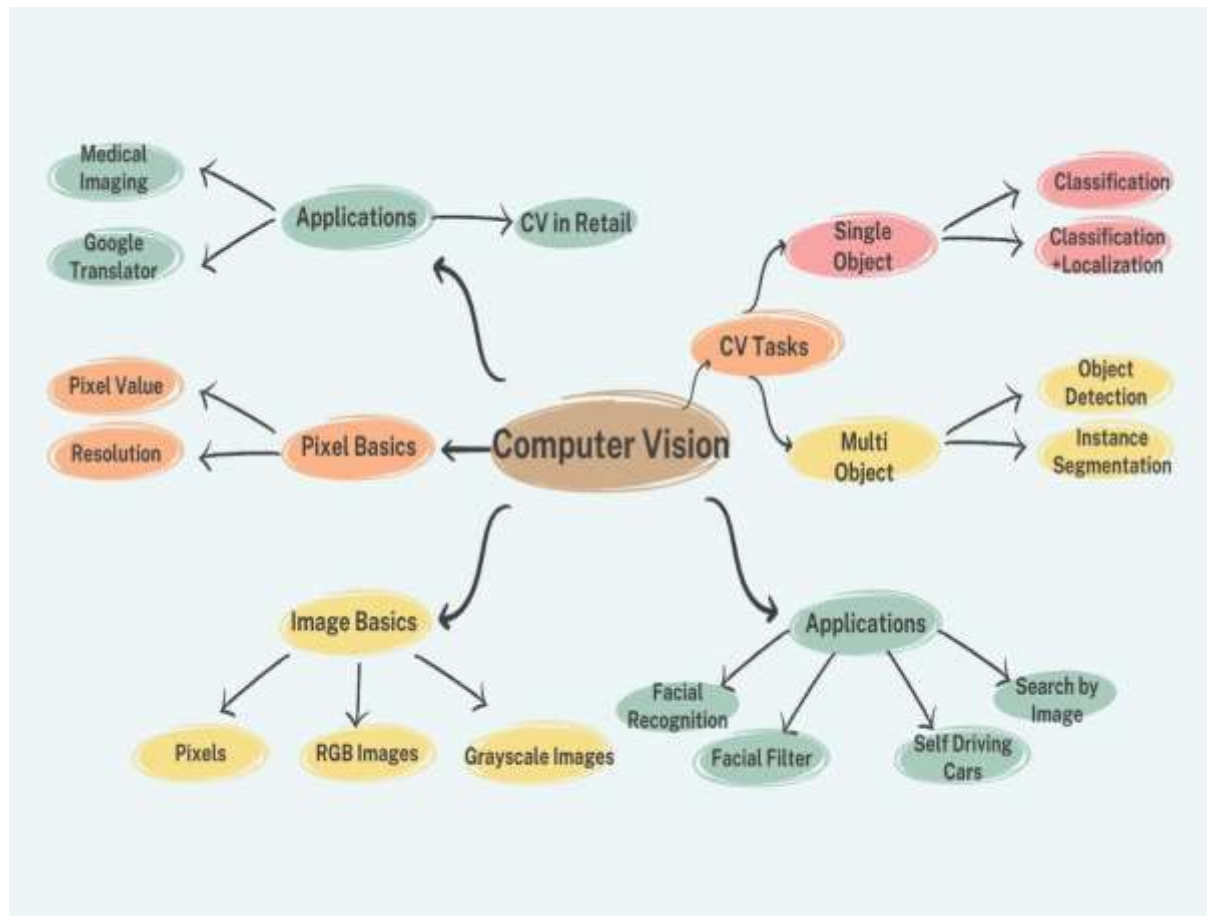 Medical
Imaging
Applications
CV in Retail
Google
Translator
Classification
Single
Object
Classification
+Localization
CV Tasks
Pixel Value
Pixel Basics
Resolution
Computer Vision
Object
Detection
Multi
Object
Instance
Segmentation
Image Basics
Pixels
RGB Images
Grayscale Images
Applications
Facial
Recognition
Facial Filter
Self Driving
Cars
Search by
Image